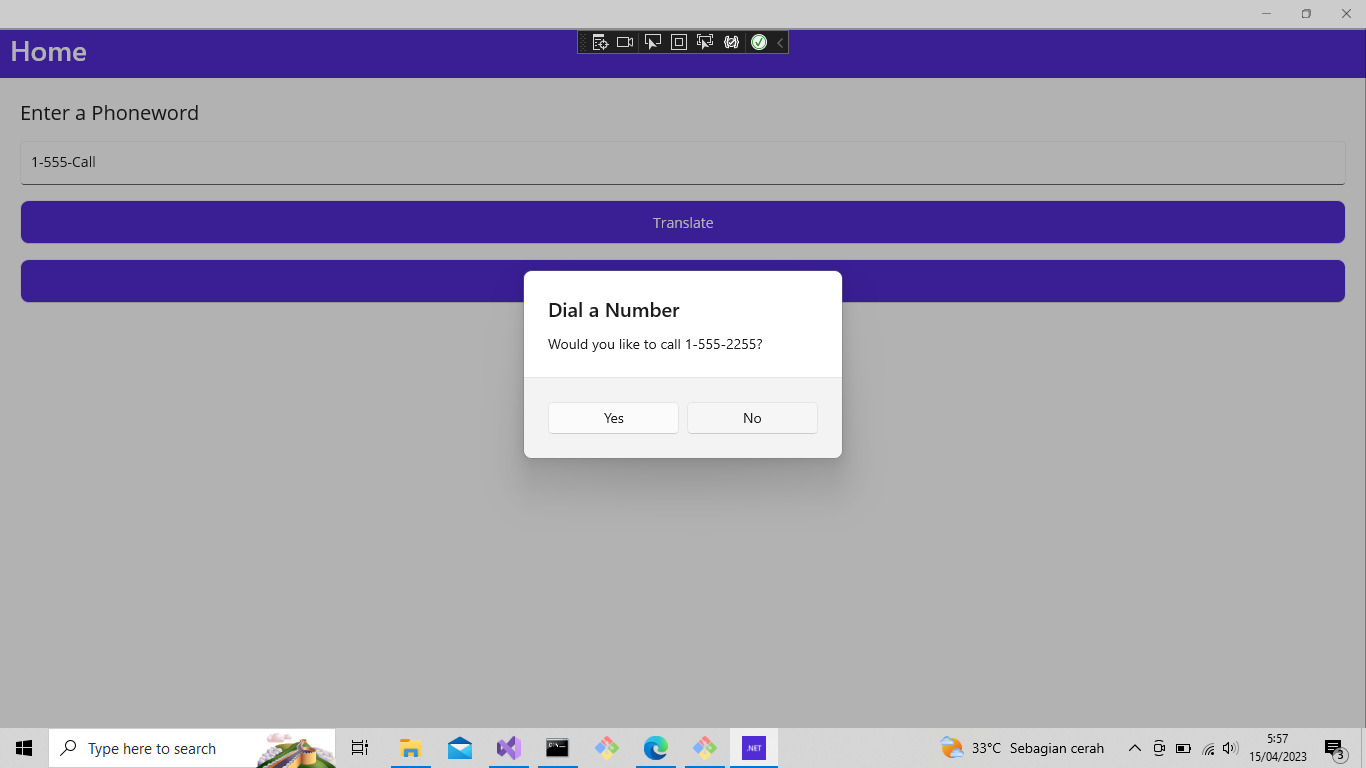 Home
Enter a Phoneword
1-555-Call
Translate
Dial a Number
Would you like to call 1-555-2255?
Yes
No
Type here to search
.NET
33°C Sebagian cerah
5:57
15/04/2023
3